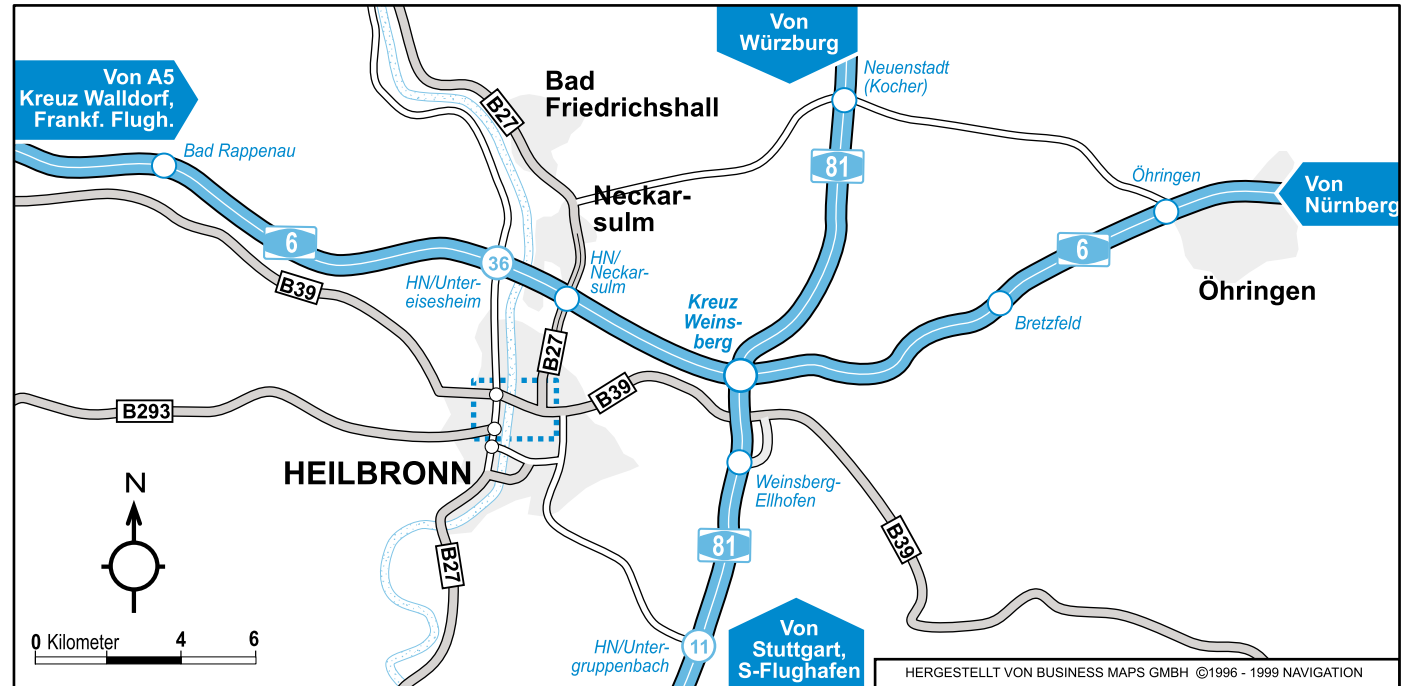 Von
Würzburg
Von A5
Kreuz Walldorf,
Frankf. Flugh.
Bad
Friedrichshall
Neuenstadt
(Kocher)
B27
Bad Rappenau
81
Öhringen
Von
Nürnberg
Neckar-
sulm
6
36
HN/
Neckar-
sulm
6
HN/Unter-
eisesheim
B39
Kreuz
Weins-
berg
Öhringen
Bretzfeld
B27
B39
B293
HEILBRONN
Weinsberg-
Ellhofen
N
81
B39
B27
0 Kilometer 4 6
HN/Unter-
gruppenbach
11
Von
Stuttgart,
S-Flughafen
HERGESTELLT VON BUSINESS MAPS GMBH ©1996 - 1999 NAVIGATION